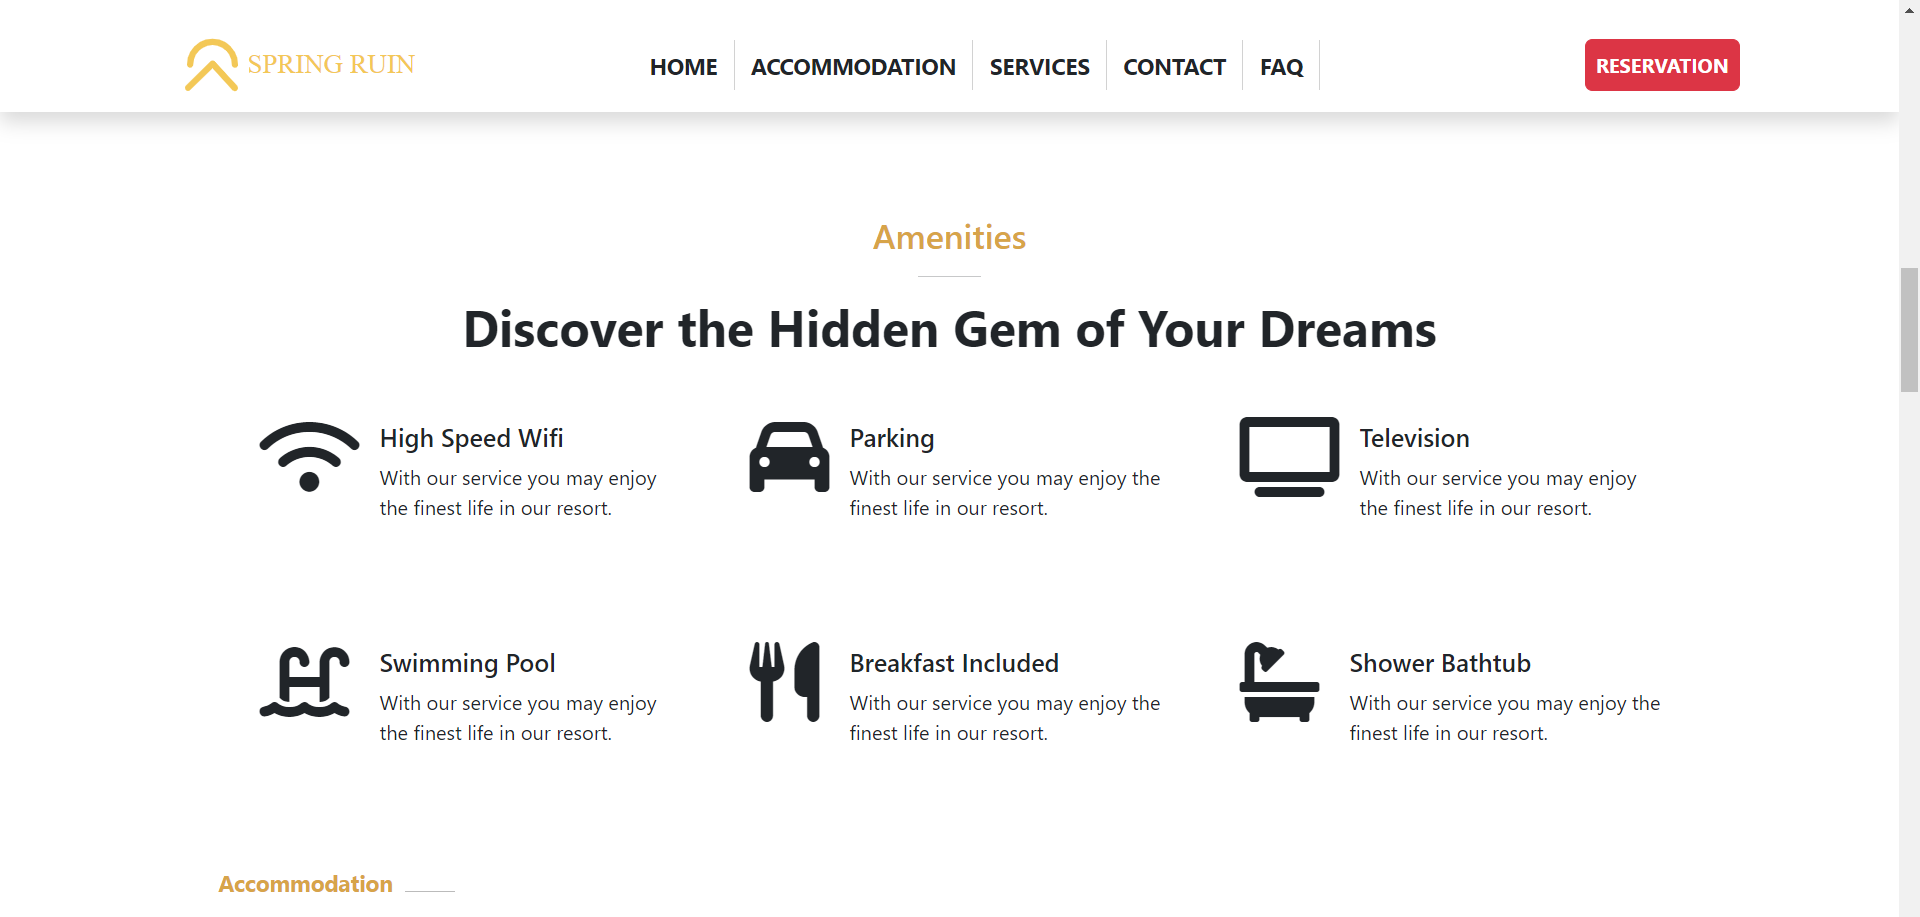 SPRING RUIN
HOME
ACCOMMODATION
SERVICES
CONTACT
FAQ
RESERVATION
Amenities
Discover the Hidden Gem of Your Dreams
High Speed Wifi
With our service you may enjoy
the finest life in our resort.
Parking
With our service you may enjoy the
finest life in our resort.
Television
With our service you may enjoy
the finest life in our resort.
Swimming Pool
With our service you may enjoy
the finest life in our resort.
Breakfast Included
With our service you may enjoy the
finest life in our resort.
Shower Bathtub
With our service you may enjoy the
finest life in our resort.
Accommodation